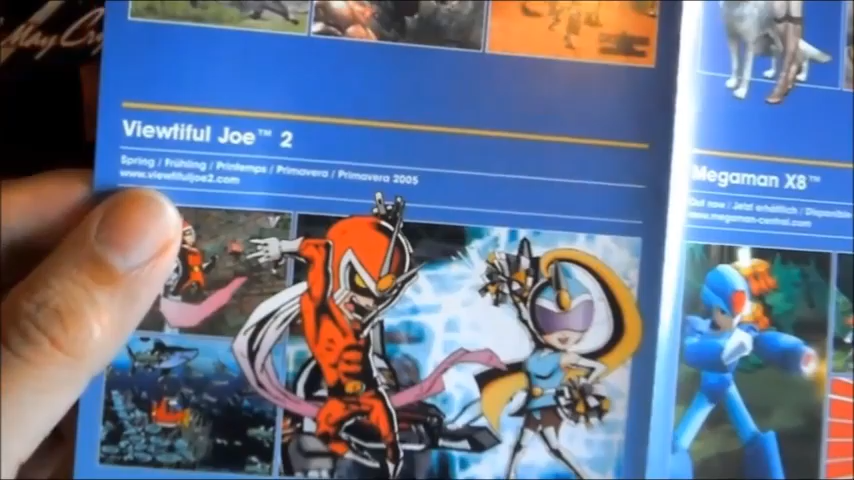 Viewtiful Joe™ 2
Spring / Frühling / Printemps / Primavera / Primavera 2005
www.viewtifuljoe2.com
Megaman X8™
Out now / Jetzt erhältlich / Disponible
www.megaman-central.com